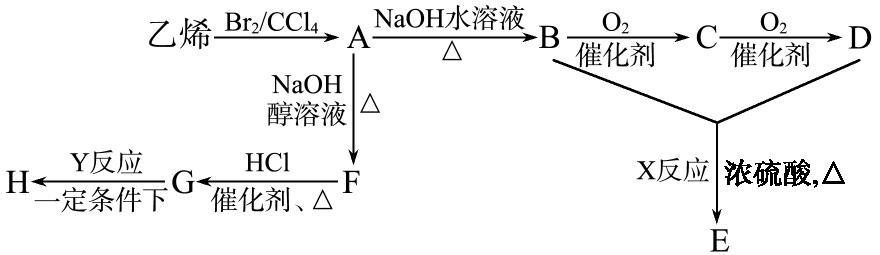 乙烯 Br₂/CCl₄ A NaOH水溶液 △ B O₂ 催化剂 C O₂ 催化剂 D
NaOH
醇溶液 △
H Y反应 一定条件下 G HCl 催化剂、△ F
X反应 浓硫酸,△
E